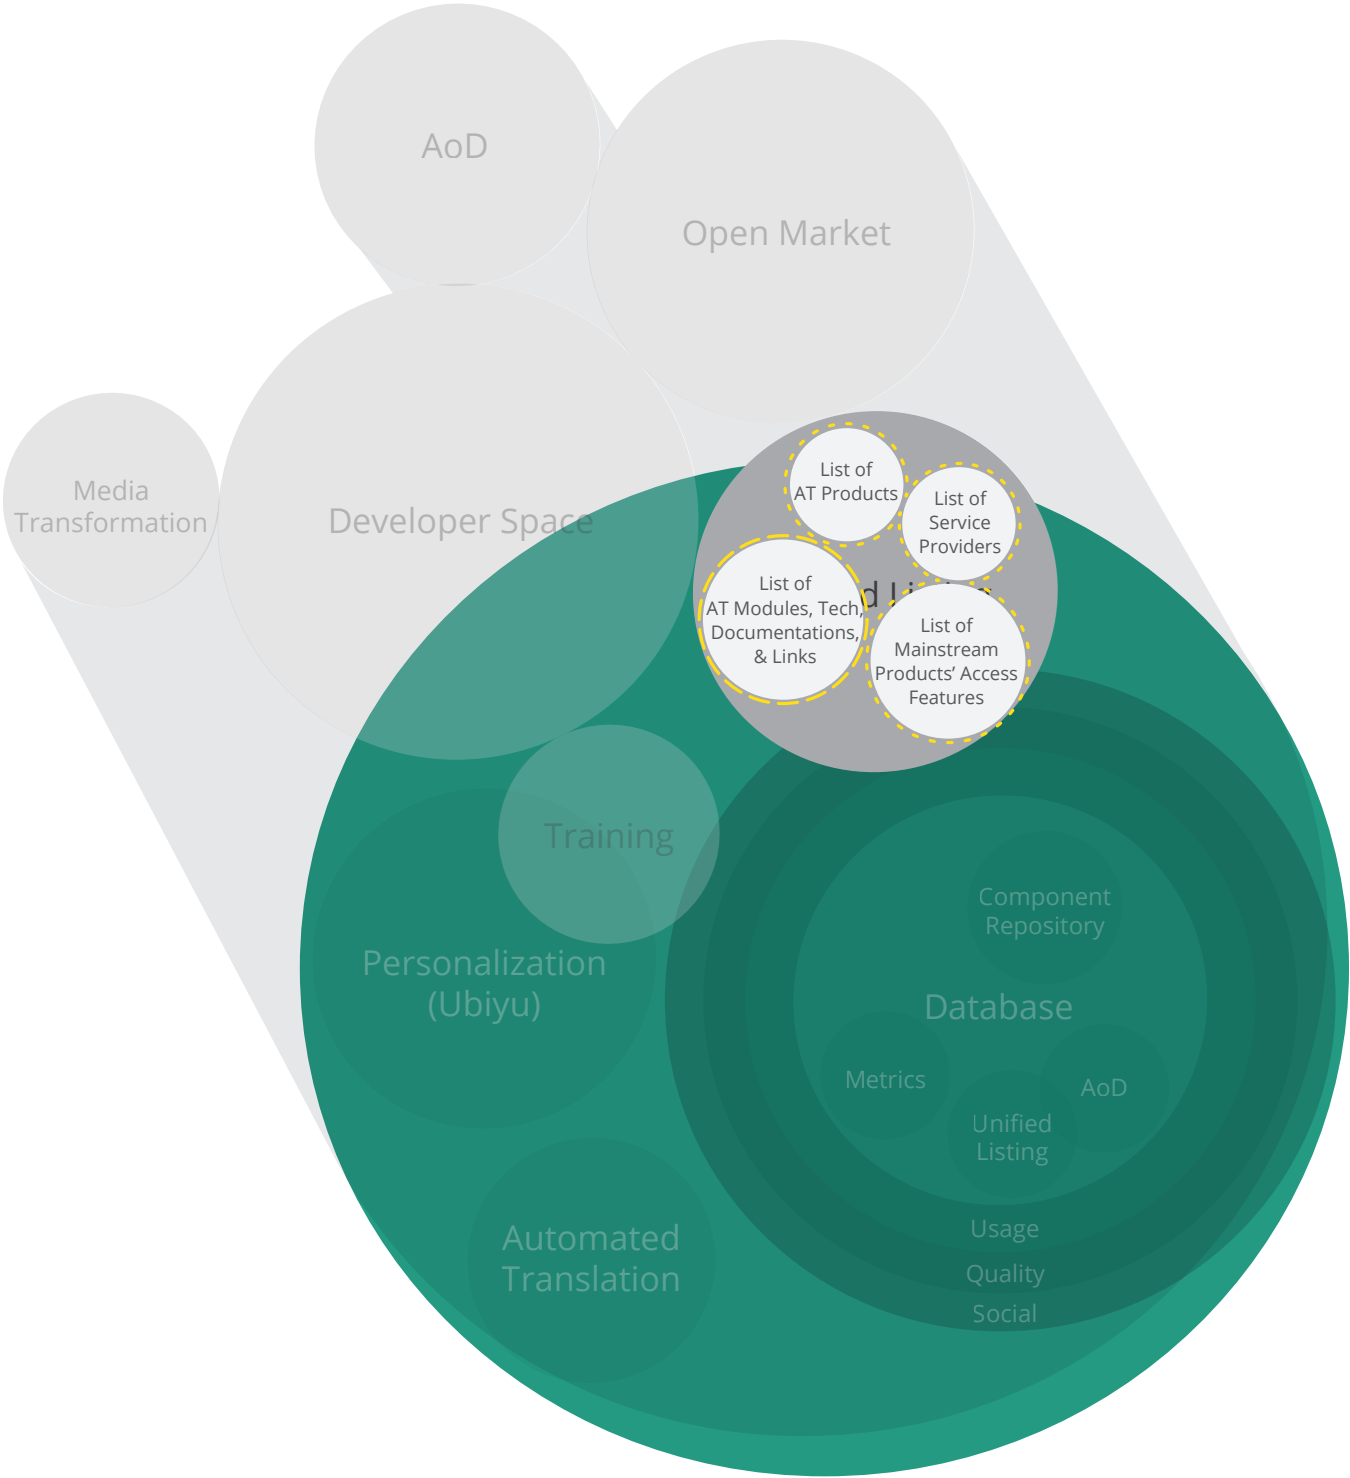 AoD
Open Market
Media
Transformation
Developer Space
List of
AT Products
List of
Service
Providers
List of
AT Modules, Tech,
Documentations,
& Links
List of
Mainstream
Products’ Access
Features
Training
Personalization
(Ubiyu)
Automated
Translation
Component
Repository
Database
Metrics
AoD
Unified
Listing
Usage
Quality
Social